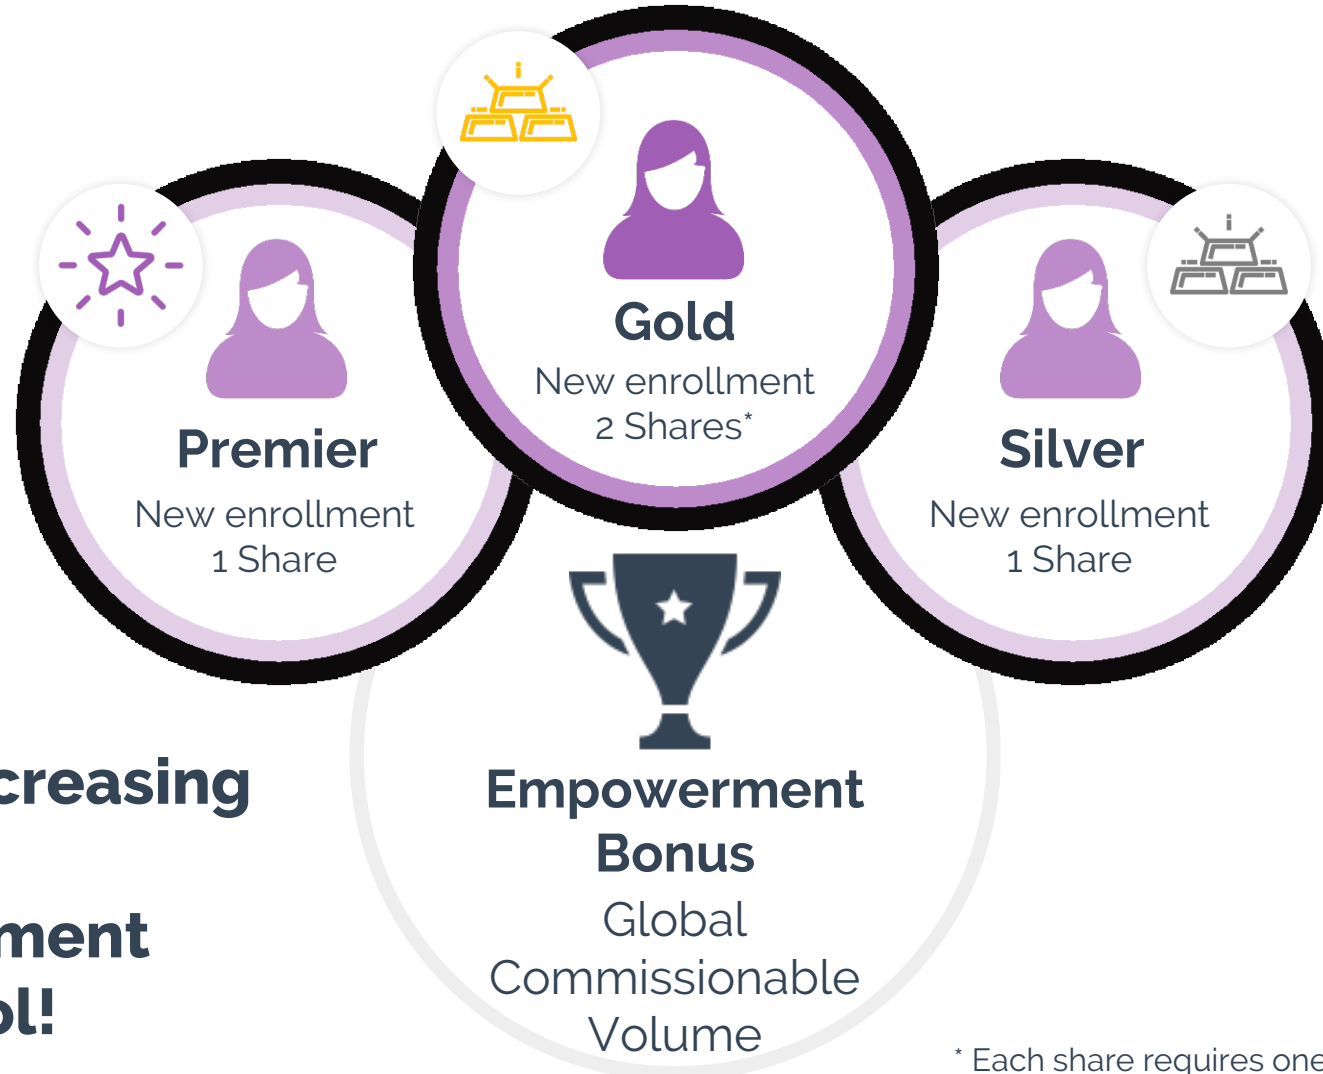 Gold
New enrollment
2 Shares*
Premier
New enrollment
1 Share
Silver
New enrollment
1 Share
creasing
ment
ol!
Empowerment
Bonus
Global
Commissionable
Volume
* Each share requires one